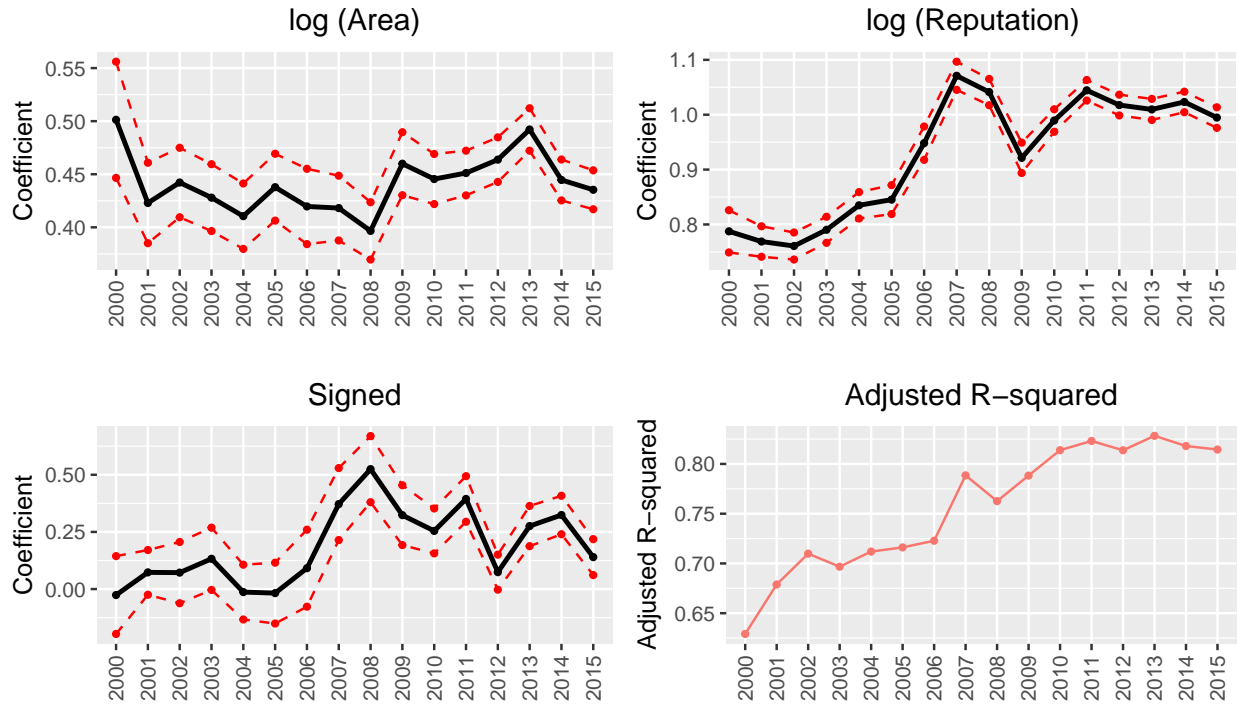 log (Area)
Coefficient
0.55
0.50
0.45
0.40
2000 2001 2002 2003 2004 2005 2006 2007 2008 2009 2010 2011 2012 2013 2014 2015
log (Reputation)
Coefficient
1.1
1.0
0.9
0.8
2000 2001 2002 2003 2004 2005 2006 2007 2008 2009 2010 2011 2012 2013 2014 2015
Signed
Coefficient
0.50
0.25
0.00
2000 2001 2002 2003 2004 2005 2006 2007 2008 2009 2010 2011 2012 2013 2014 2015
Adjusted R−squared
Adjusted R−squared
0.80
0.75
0.70
0.65
2000 2001 2002 2003 2004 2005 2006 2007 2008 2009 2010 2011 2012 2013 2014 2015